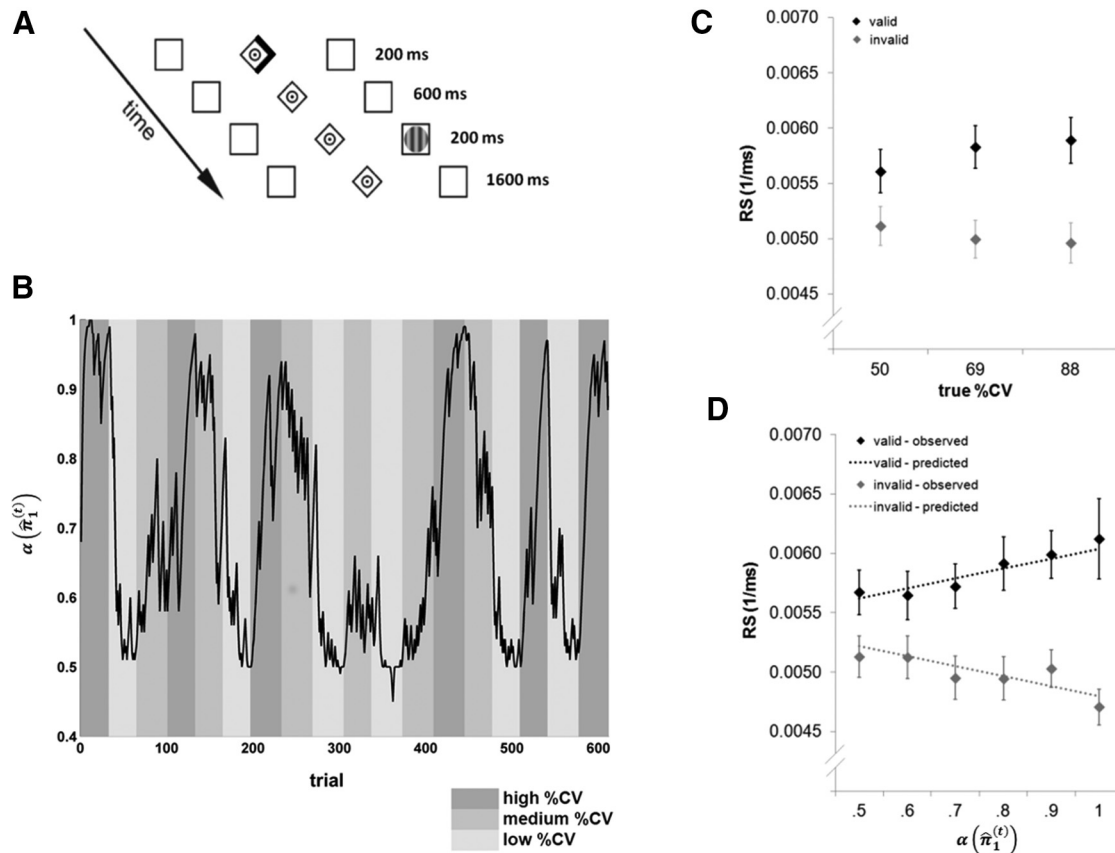 A
200 ms
600 ms
200 ms
1600 ms
time
B
α(π̂₁⁽ᵗ⁾)
1
0.9
0.8
0.7
0.6
0.5
0.4
0 100 200 300 400 500 600
trial
high %CV
medium %CV
low %CV
C
valid
invalid
RS (1/ms)
0.0070
0.0065
0.0060
0.0055
0.0050
0.0045
50 69 88
true %CV
D
valid - observed
valid - predicted
invalid - observed
invalid - predicted
RS (1/ms)
0.0070
0.0065
0.0060
0.0055
0.0050
0.0045
.5 .6 .7 .8 .9 1
α(π̂₁⁽ᵗ⁾)